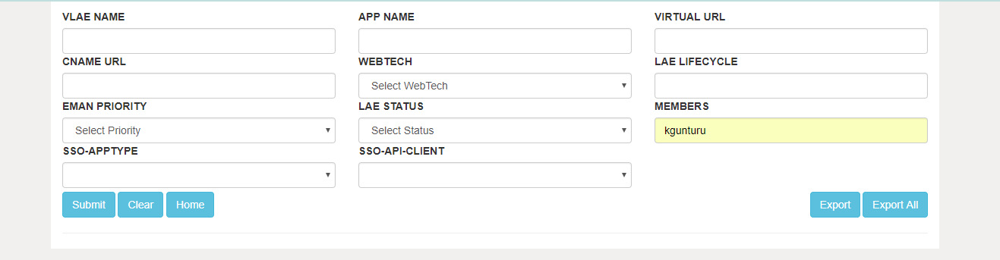 VLAE NAME APP NAME VIRTUAL URL
CNAME URL WEBTECH LAE LIFECYCLE
Select WebTech
EMAN PRIORITY LAE STATUS MEMBERS
Select Priority Select Status kgunturu
SSO-APPTYPE SSO-API-CLIENT
Submit Clear Home Export Export All